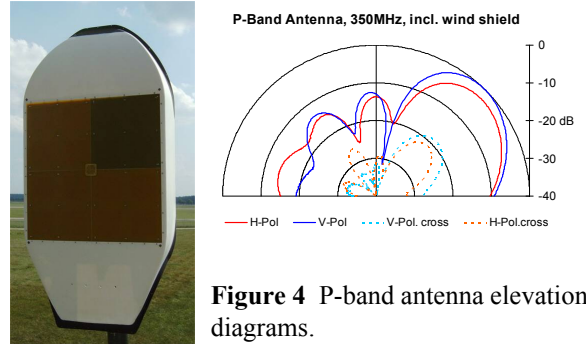 P-Band Antenna, 350MHz, incl. wind shield
0
-10
-20 dB
-30
-40
H-Pol V-Pol V-Pol. cross H-Pol.cross
Figure 4 P-band antenna elevation
diagrams.